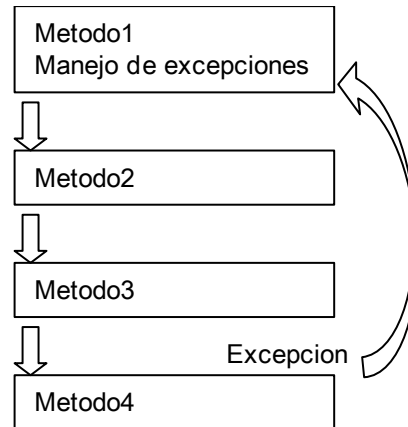 Metodo1
Manejo de excepciones
Metodo2
Metodo3
Excepcion
Metodo4